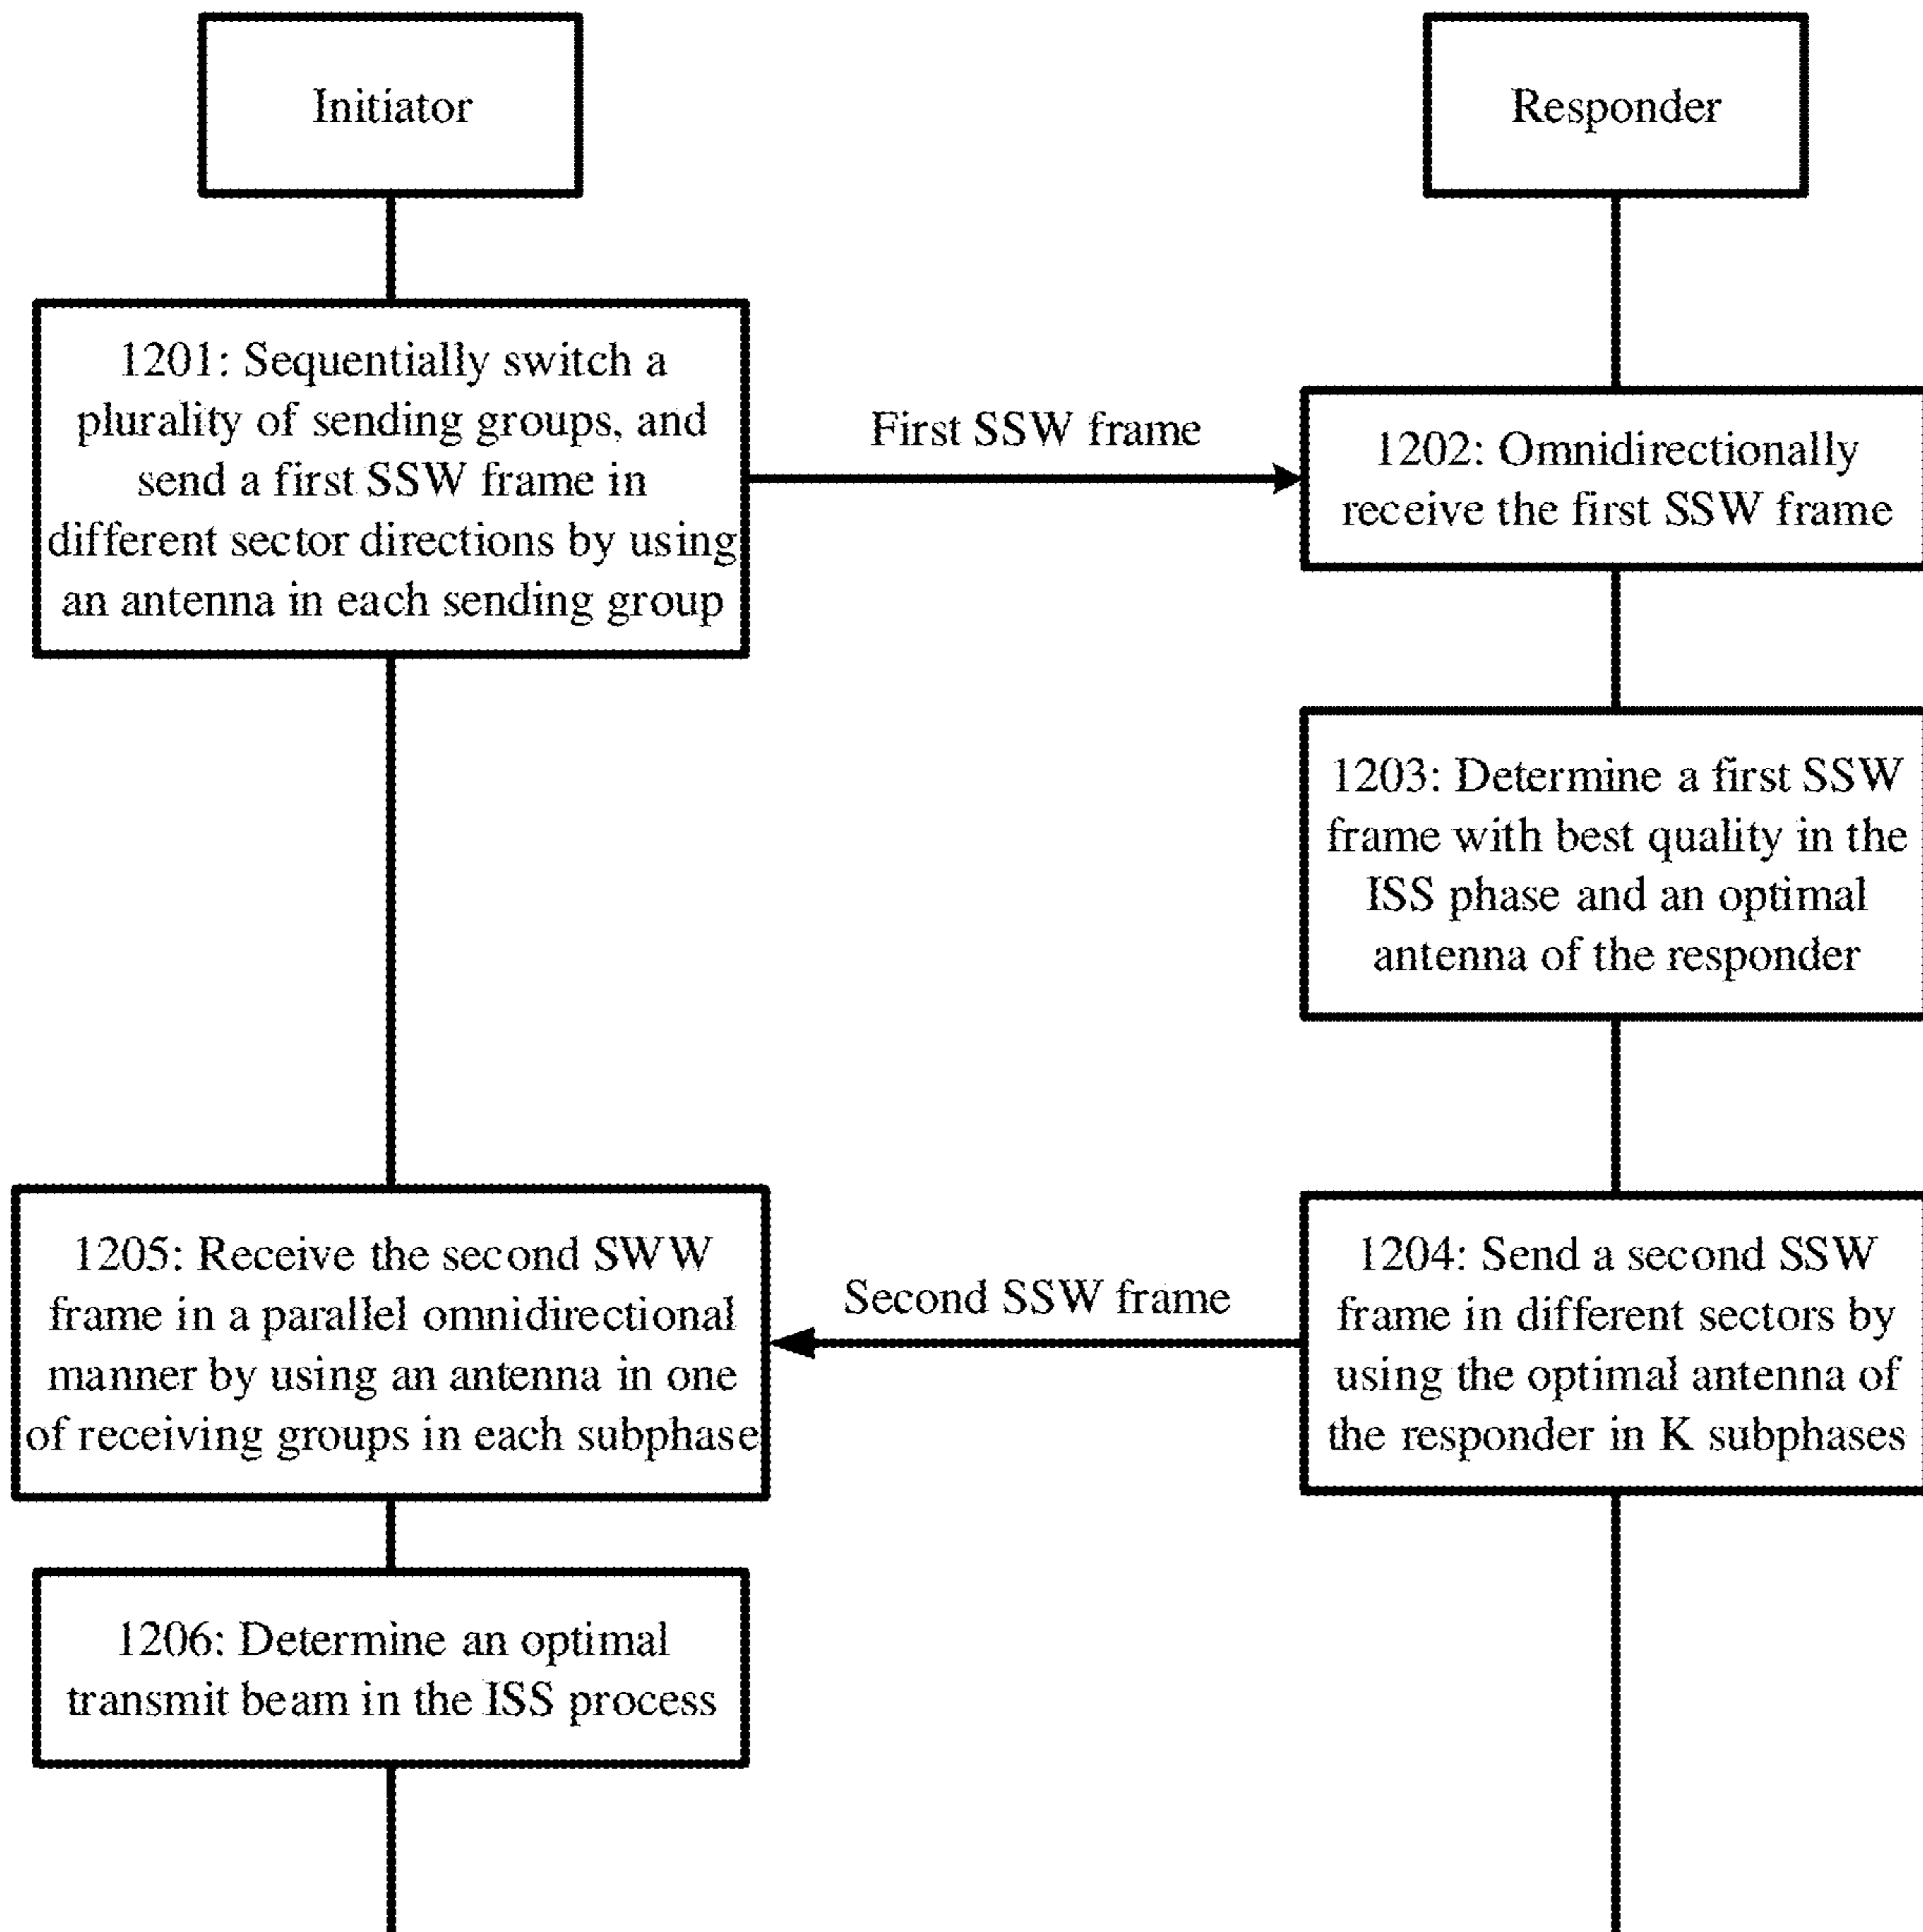 Initiator
Responder
1201: Sequentially switch a
plurality of sending groups, and
send a first SSW frame in
different sector directions by using
an antenna in each sending group
First SSW frame
1202: Omnidirectionally
receive the first SSW frame
1203: Determine a first SSW
frame with best quality in the
ISS phase and an optimal
antenna of the responder
1204: Send a second SSW
frame in different sectors by
using the optimal antenna of
the responder in K subphases
Second SSW frame
1205: Receive the second SWW
frame in a parallel omnidirectional
manner by using an antenna in one
of receiving groups in each subphase
1206: Determine an optimal
transmit beam in the ISS process